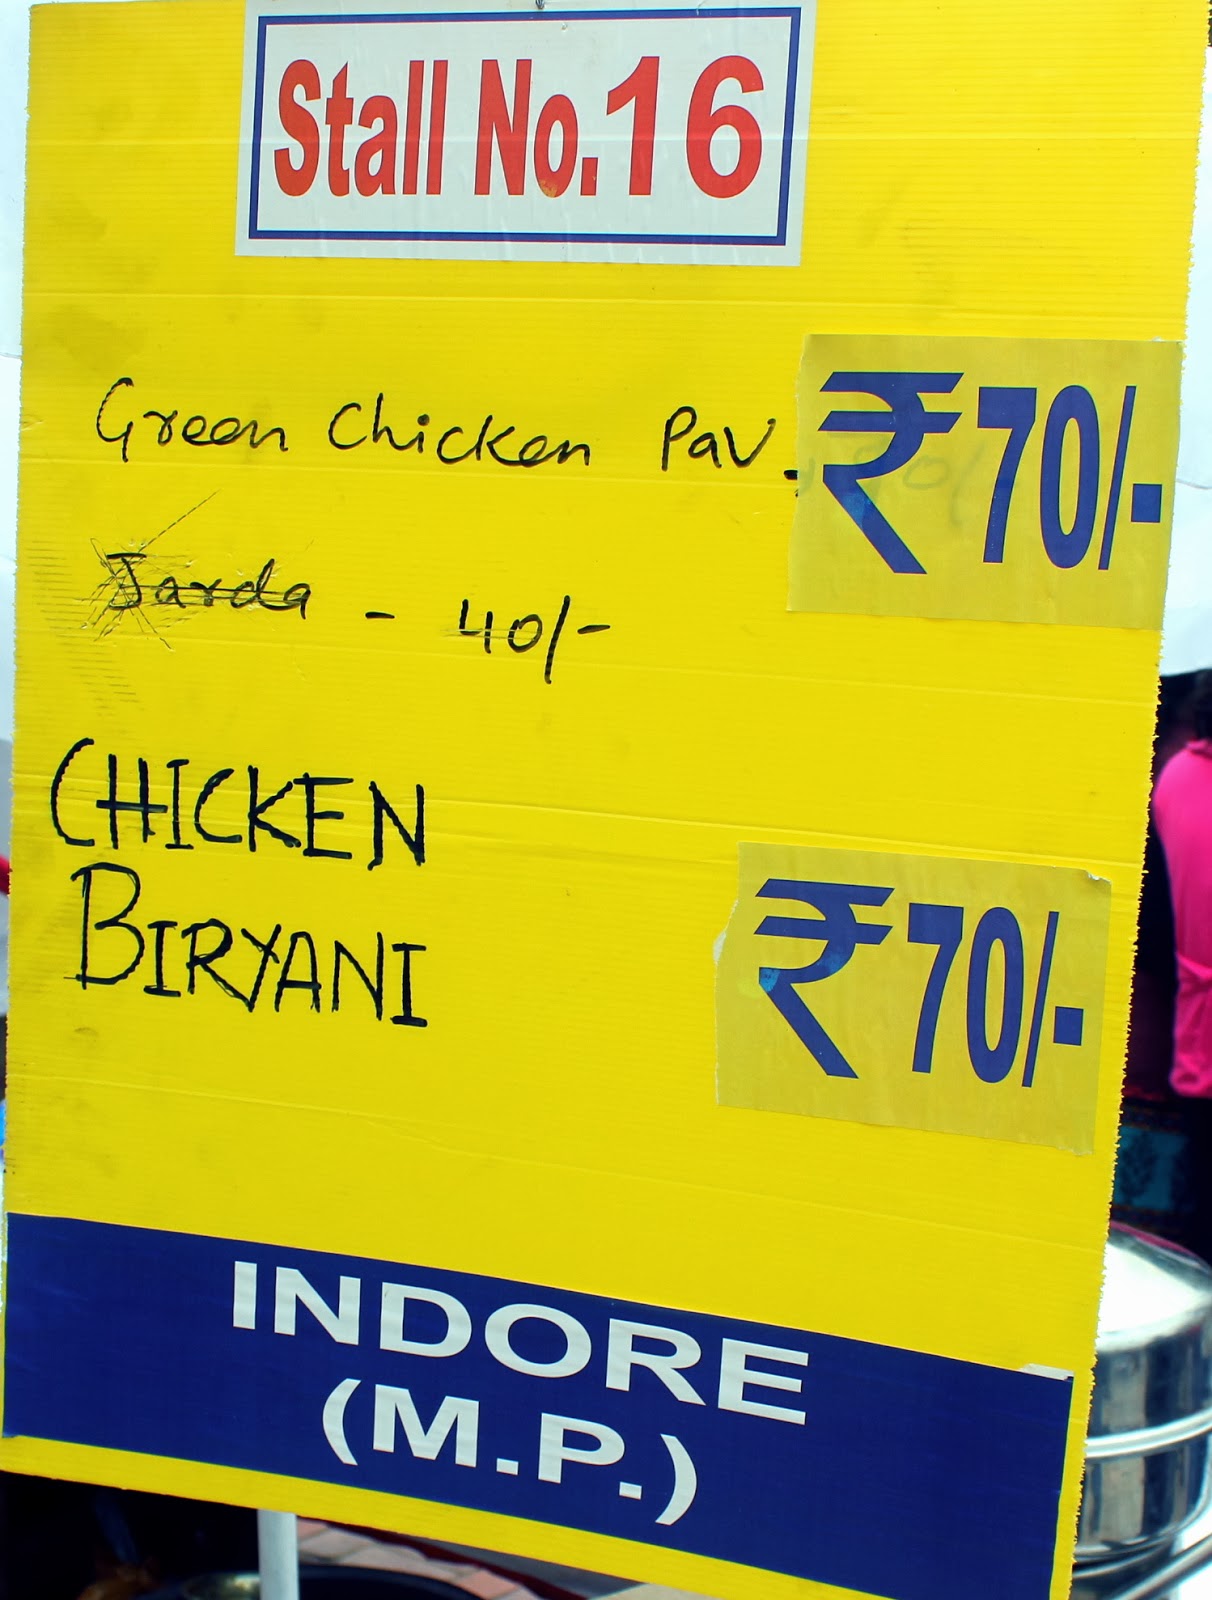 Stall No.16
Green Chicken Pav - ₹70/-
Jarda - 40/-
CHICKEN
BIRYANI ₹70/-
INDORE
(M.P.)